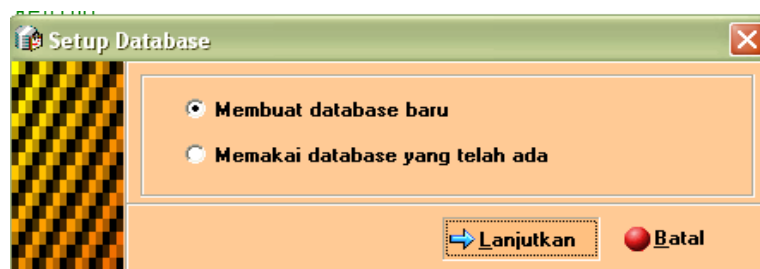 Setup Database
Membuat database baru
Memakai database yang telah ada
Lanjutkan Batal